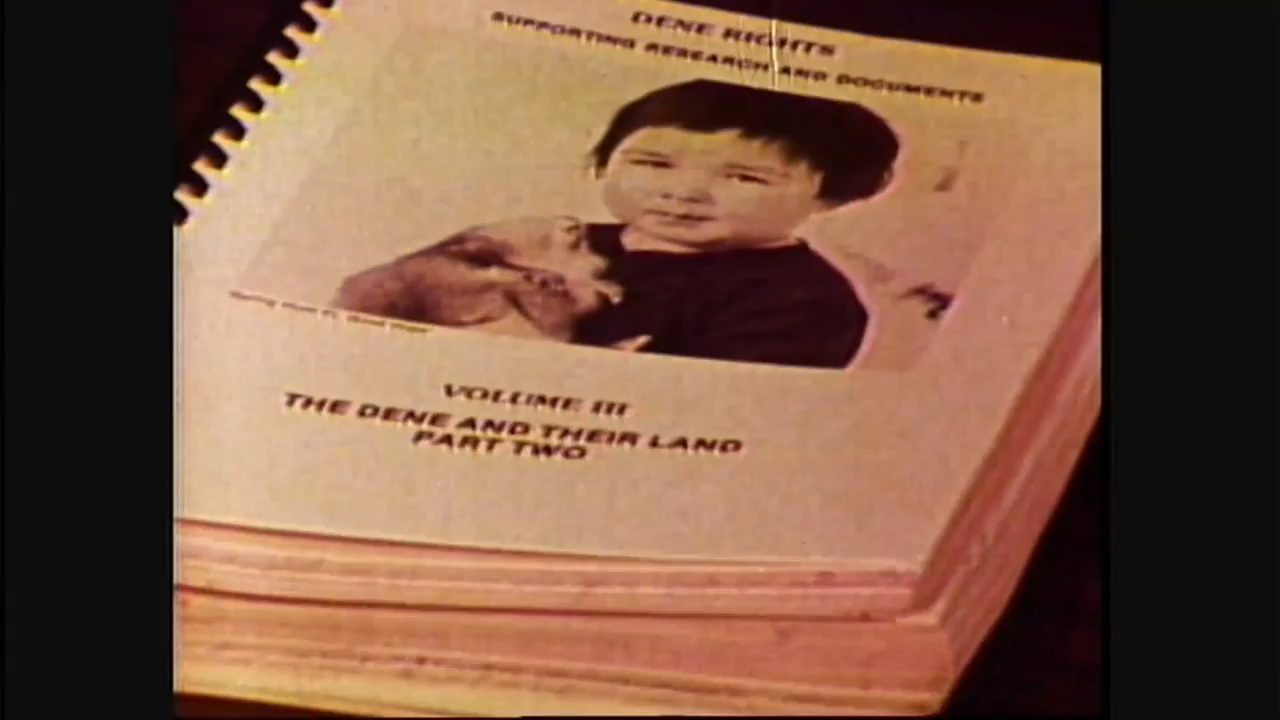 DENE RIGHTS
SUPPORTING RESEARCH AND DOCUMENTS
VOLUME III
THE DENE AND THEIR LAND
PART TWO